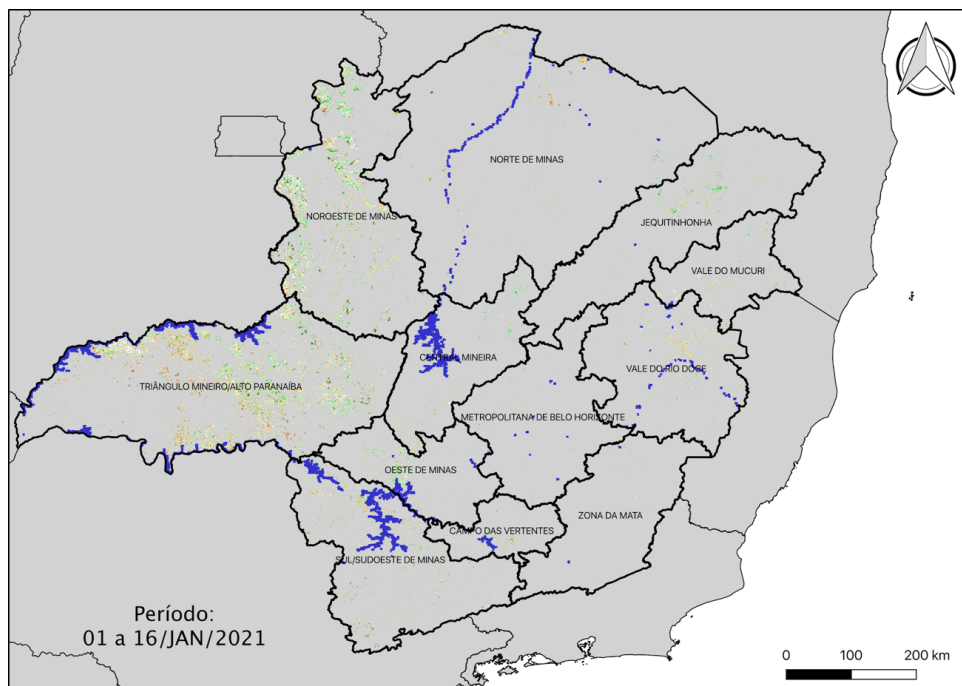 NORTE DE MINAS
NOROESTE DE MINAS
JEQUITINHONHA
VALE DO MUCURI
CENTRAL MINEIRA
VALE DO RIO DOCE
TRIÂNGULO MINEIRO/ALTO PARANAÍBA
METROPOLITANA DE BELO HORIZONTE
OESTE DE MINAS
ZONA DA MATA
CAMPO DAS VERTENTES
SUL/SUDOESTE DE MINAS
Período:
01 a 16/JAN/2021
0 100 200 km